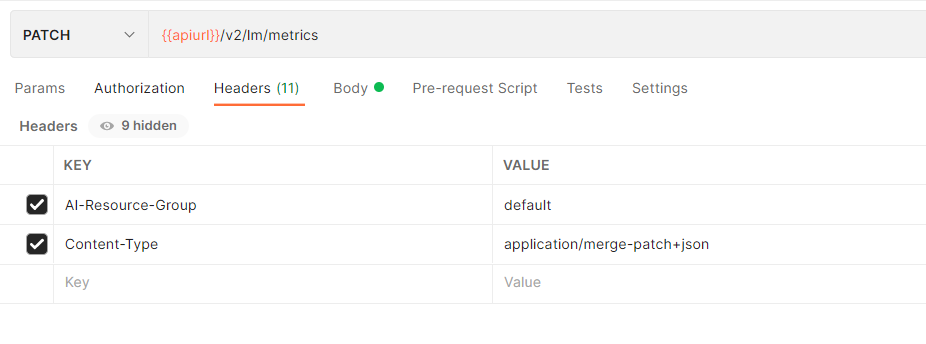 PATCH {{apiurl}}/v2/lm/metrics
Params Authorization Headers (11) Body Pre-request Script Tests Settings
Headers 9 hidden
KEY VALUE
AI-Resource-Group default
Content-Type application/merge-patch+json
Key Value